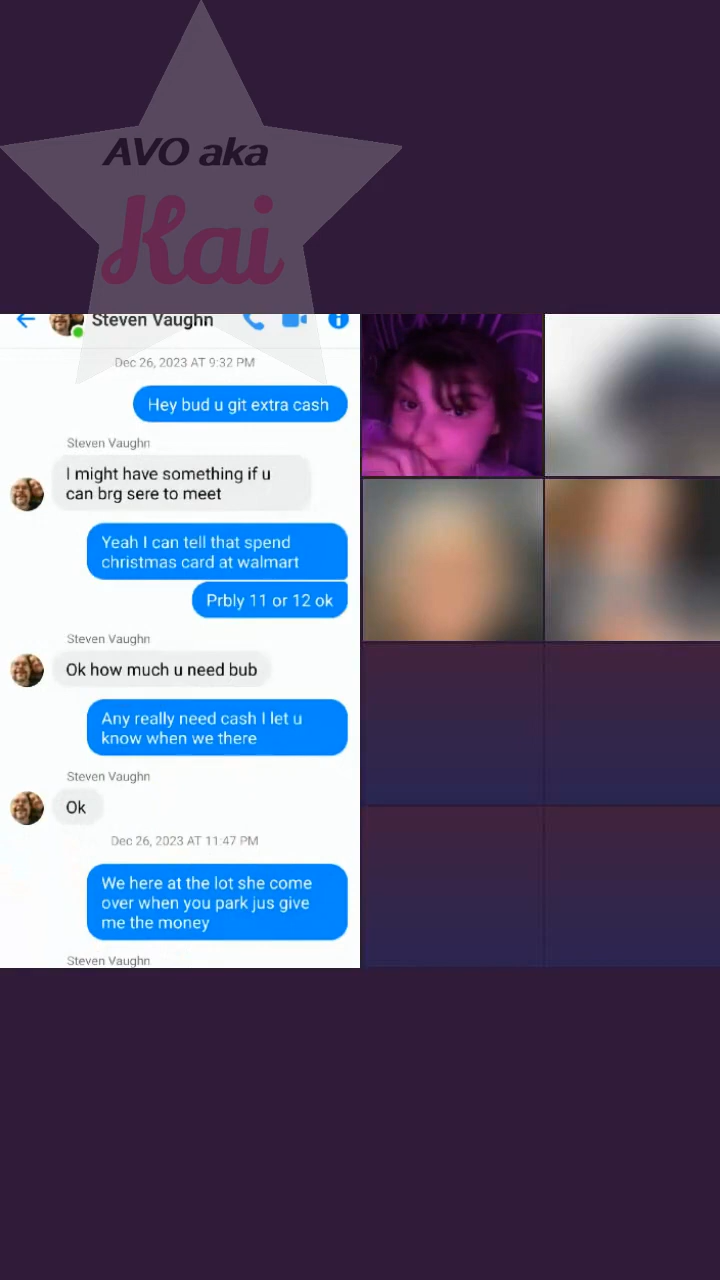 AVO aka
Kai
Steven Vaughn
Dec 26, 2023 AT 9:32 PM
Hey bud u git extra cash
Steven Vaughn
I might have something if u
can brg sere to meet
Yeah I can tell that spend
christmas card at walmart
Prbly 11 or 12 ok
Steven Vaughn
Ok how much u need bub
Any really need cash I let u
know when we there
Steven Vaughn
Ok
Dec 26, 2023 AT 11:47 PM
We here at the lot she come
over when you park jus give
me the money
Steven Vaughn